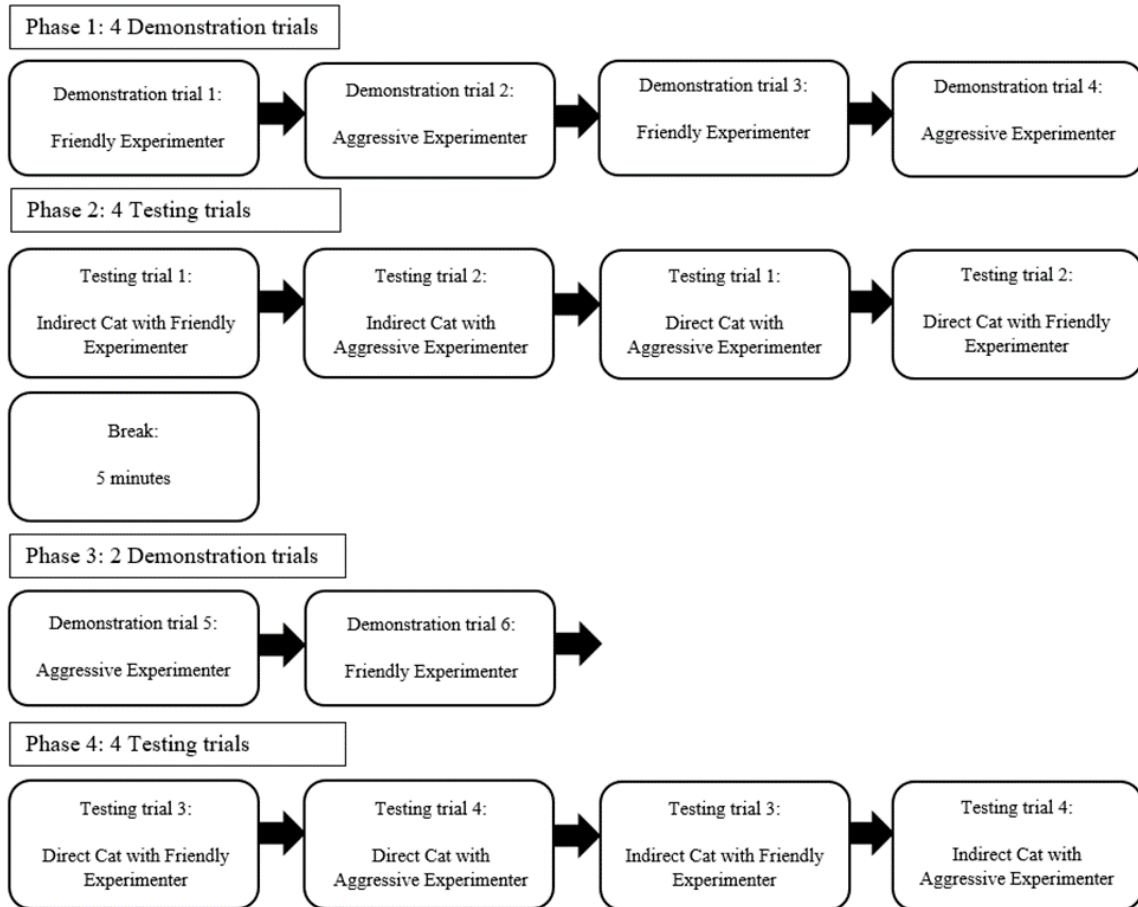 Phase 1: 4 Demonstration trials
Demonstration trial 1:
Friendly Experimenter
Demonstration trial 2:
Aggressive Experimenter
Demonstration trial 3:
Friendly Experimenter
Demonstration trial 4:
Aggressive Experimenter
Phase 2: 4 Testing trials
Testing trial 1:
Indirect Cat with Friendly
Experimenter
Testing trial 2:
Indirect Cat with
Aggressive Experimenter
Testing trial 1:
Direct Cat with
Aggressive Experimenter
Testing trial 2:
Direct Cat with Friendly
Experimenter
Break:
5 minutes
Phase 3: 2 Demonstration trials
Demonstration trial 5:
Aggressive Experimenter
Demonstration trial 6:
Friendly Experimenter
Phase 4: 4 Testing trials
Testing trial 3:
Direct Cat with Friendly
Experimenter
Testing trial 4:
Direct Cat with
Aggressive Experimenter
Testing trial 3:
Indirect Cat with Friendly
Experimenter
Testing trial 4:
Indirect Cat with
Aggressive Experimenter